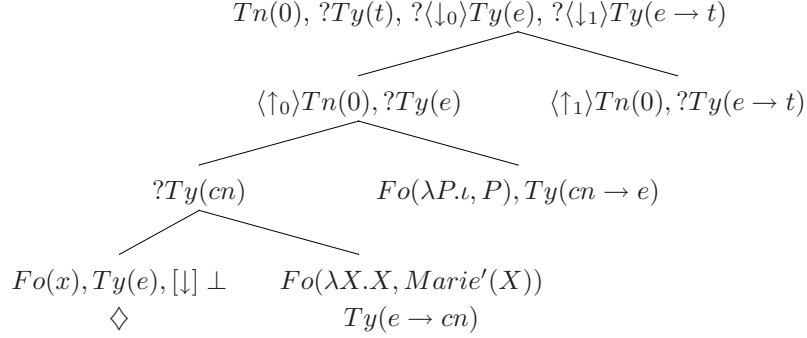 Tn(0), ?Ty(t), ?⟨↓₀⟩Ty(e), ?⟨↓₁⟩Ty(e → t)
⟨↑₀⟩Tn(0), ?Ty(e) ⟨↑₁⟩Tn(0), ?Ty(e → t)
?Ty(cn) Fo(λP.ι, P), Ty(cn → e)
Fo(x), Ty(e), [↓] ⊥ Fo(λX.X, Marie′(X))
♢ Ty(e → cn)